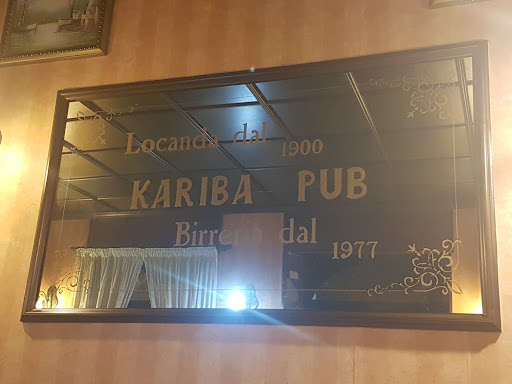 Locanda dal 1900
KARIBA PUB
Birreria dal 1977